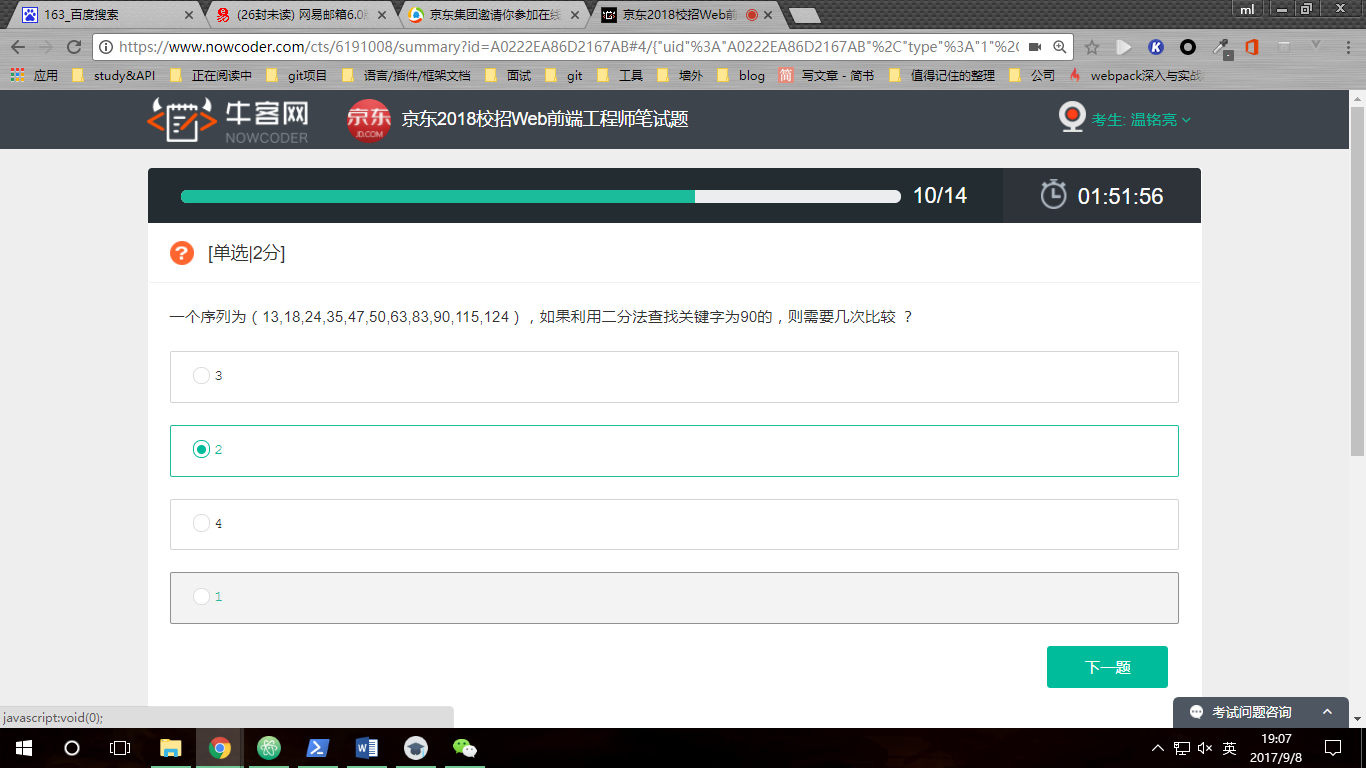 163_百度搜索
(26封未读) 网易邮箱6.0
京东集团邀请你参加在线
京东2018校招Web前
ml
https://www.nowcoder.com/cts/6191008/summary?id=A0222EA86D2167AB#4/{"uid"%3A"A0222EA86D2167AB"%2C"type"%3A"1"%2C
应用 study&API 正在阅读中 git项目 语言/插件/框架文档 面试 git 工具 墙外 blog 简 写文章 - 简书 值得记住的整理 公司 webpack深入与实战
牛客网
NOWCODER
京东
JD.COM
京东2018校招Web前端工程师笔试题
考生: 温铭亮
10/14
01:51:56
? [单选|2分]
一个序列为（13,18,24,35,47,50,63,83,90,115,124），如果利用二分法查找关键字为90的，则需要几次比较 ？
3
2
4
1
下一题
javascript:void(0);
考试问题咨询
英
19:07
2017/9/8